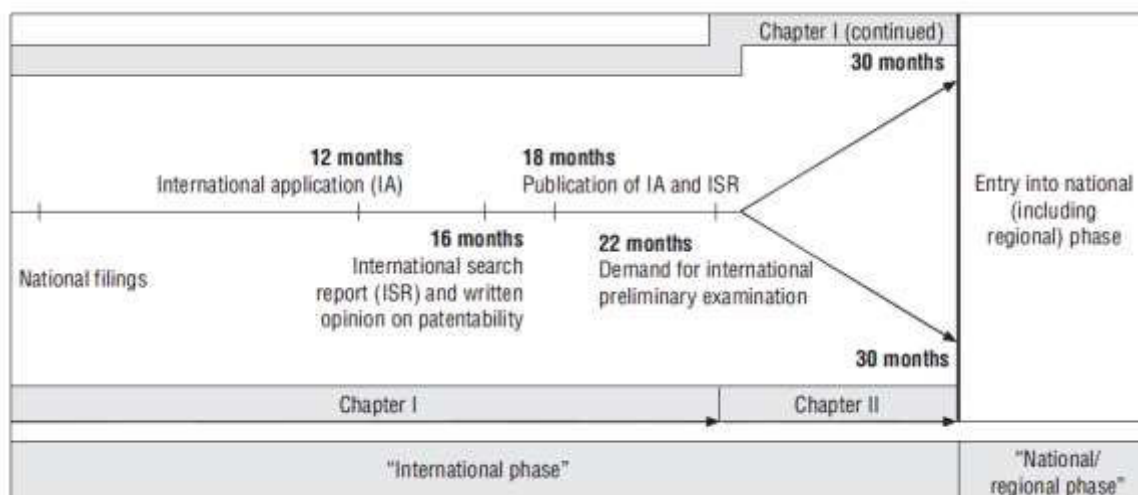 Chapter I (continued)
30 months
12 months
International application (IA)
18 months
Publication of IA and ISR
Entry into national
(including
regional) phase
National filings
16 months
International search
report (ISR) and written
opinion on patentability
22 months
Demand for international
preliminary examination
30 months
Chapter I
Chapter II
"International phase"
"National/
regional phase"